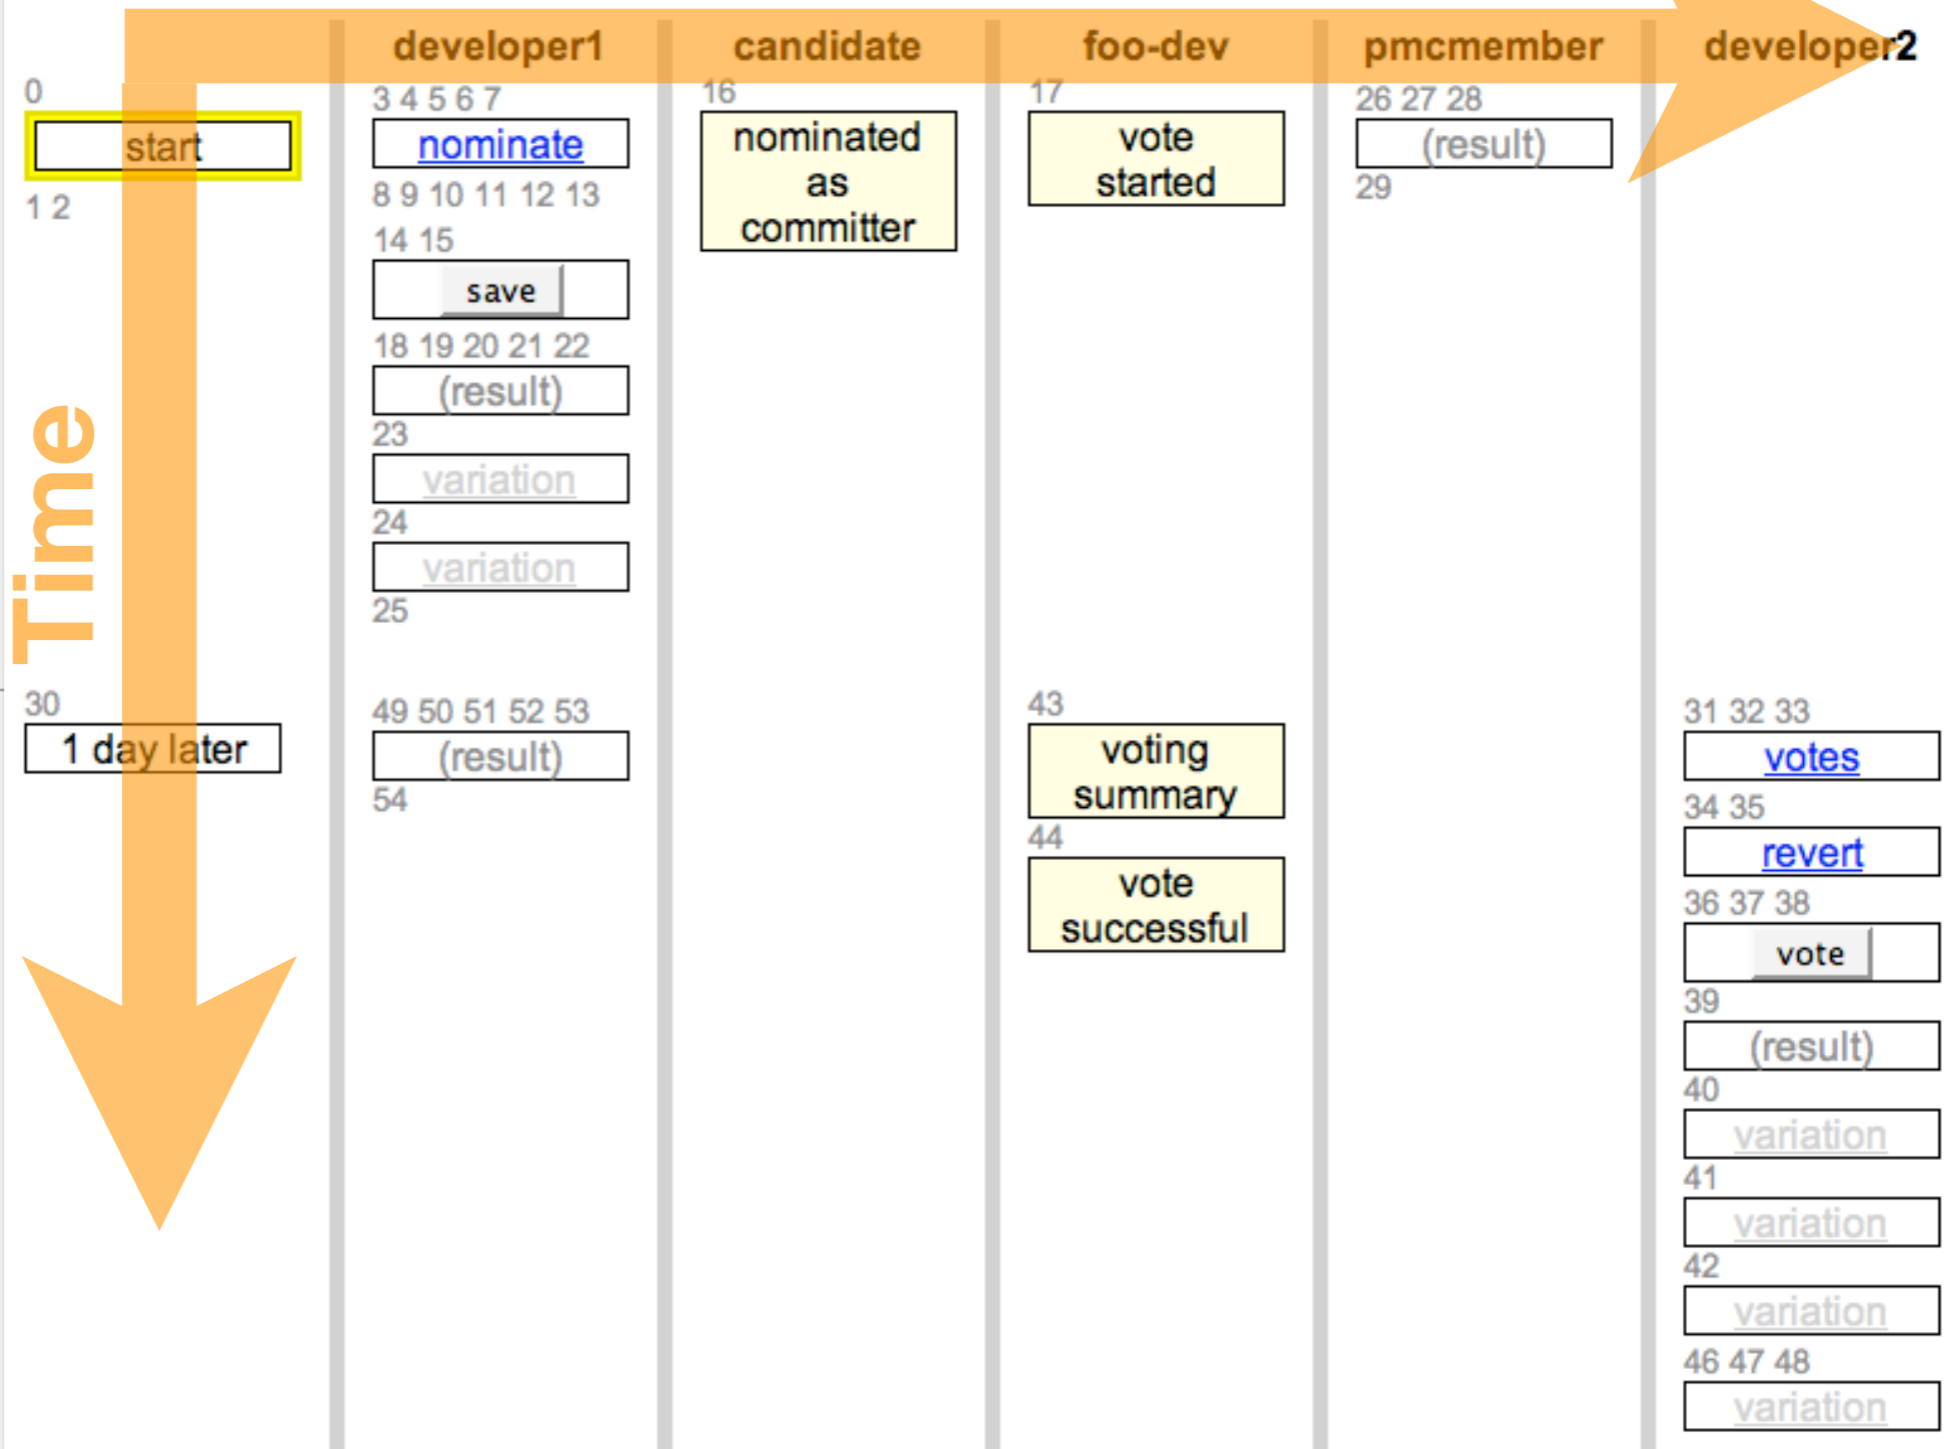 developer1
candidate
foo-dev
pmcmember
developer2
Time
0
start
1 2
30
1 day later
3 4 5 6 7
nominate
8 9 10 11 12 13
14 15
save
18 19 20 21 22
(result)
23
variation
24
variation
25
49 50 51 52 53
(result)
54
16
nominated
as
committer
17
vote
started
43
voting
summary
44
vote
successful
26 27 28
(result)
29
31 32 33
votes
34 35
revert
36 37 38
vote
39
(result)
40
variation
41
variation
42
variation
46 47 48
variation